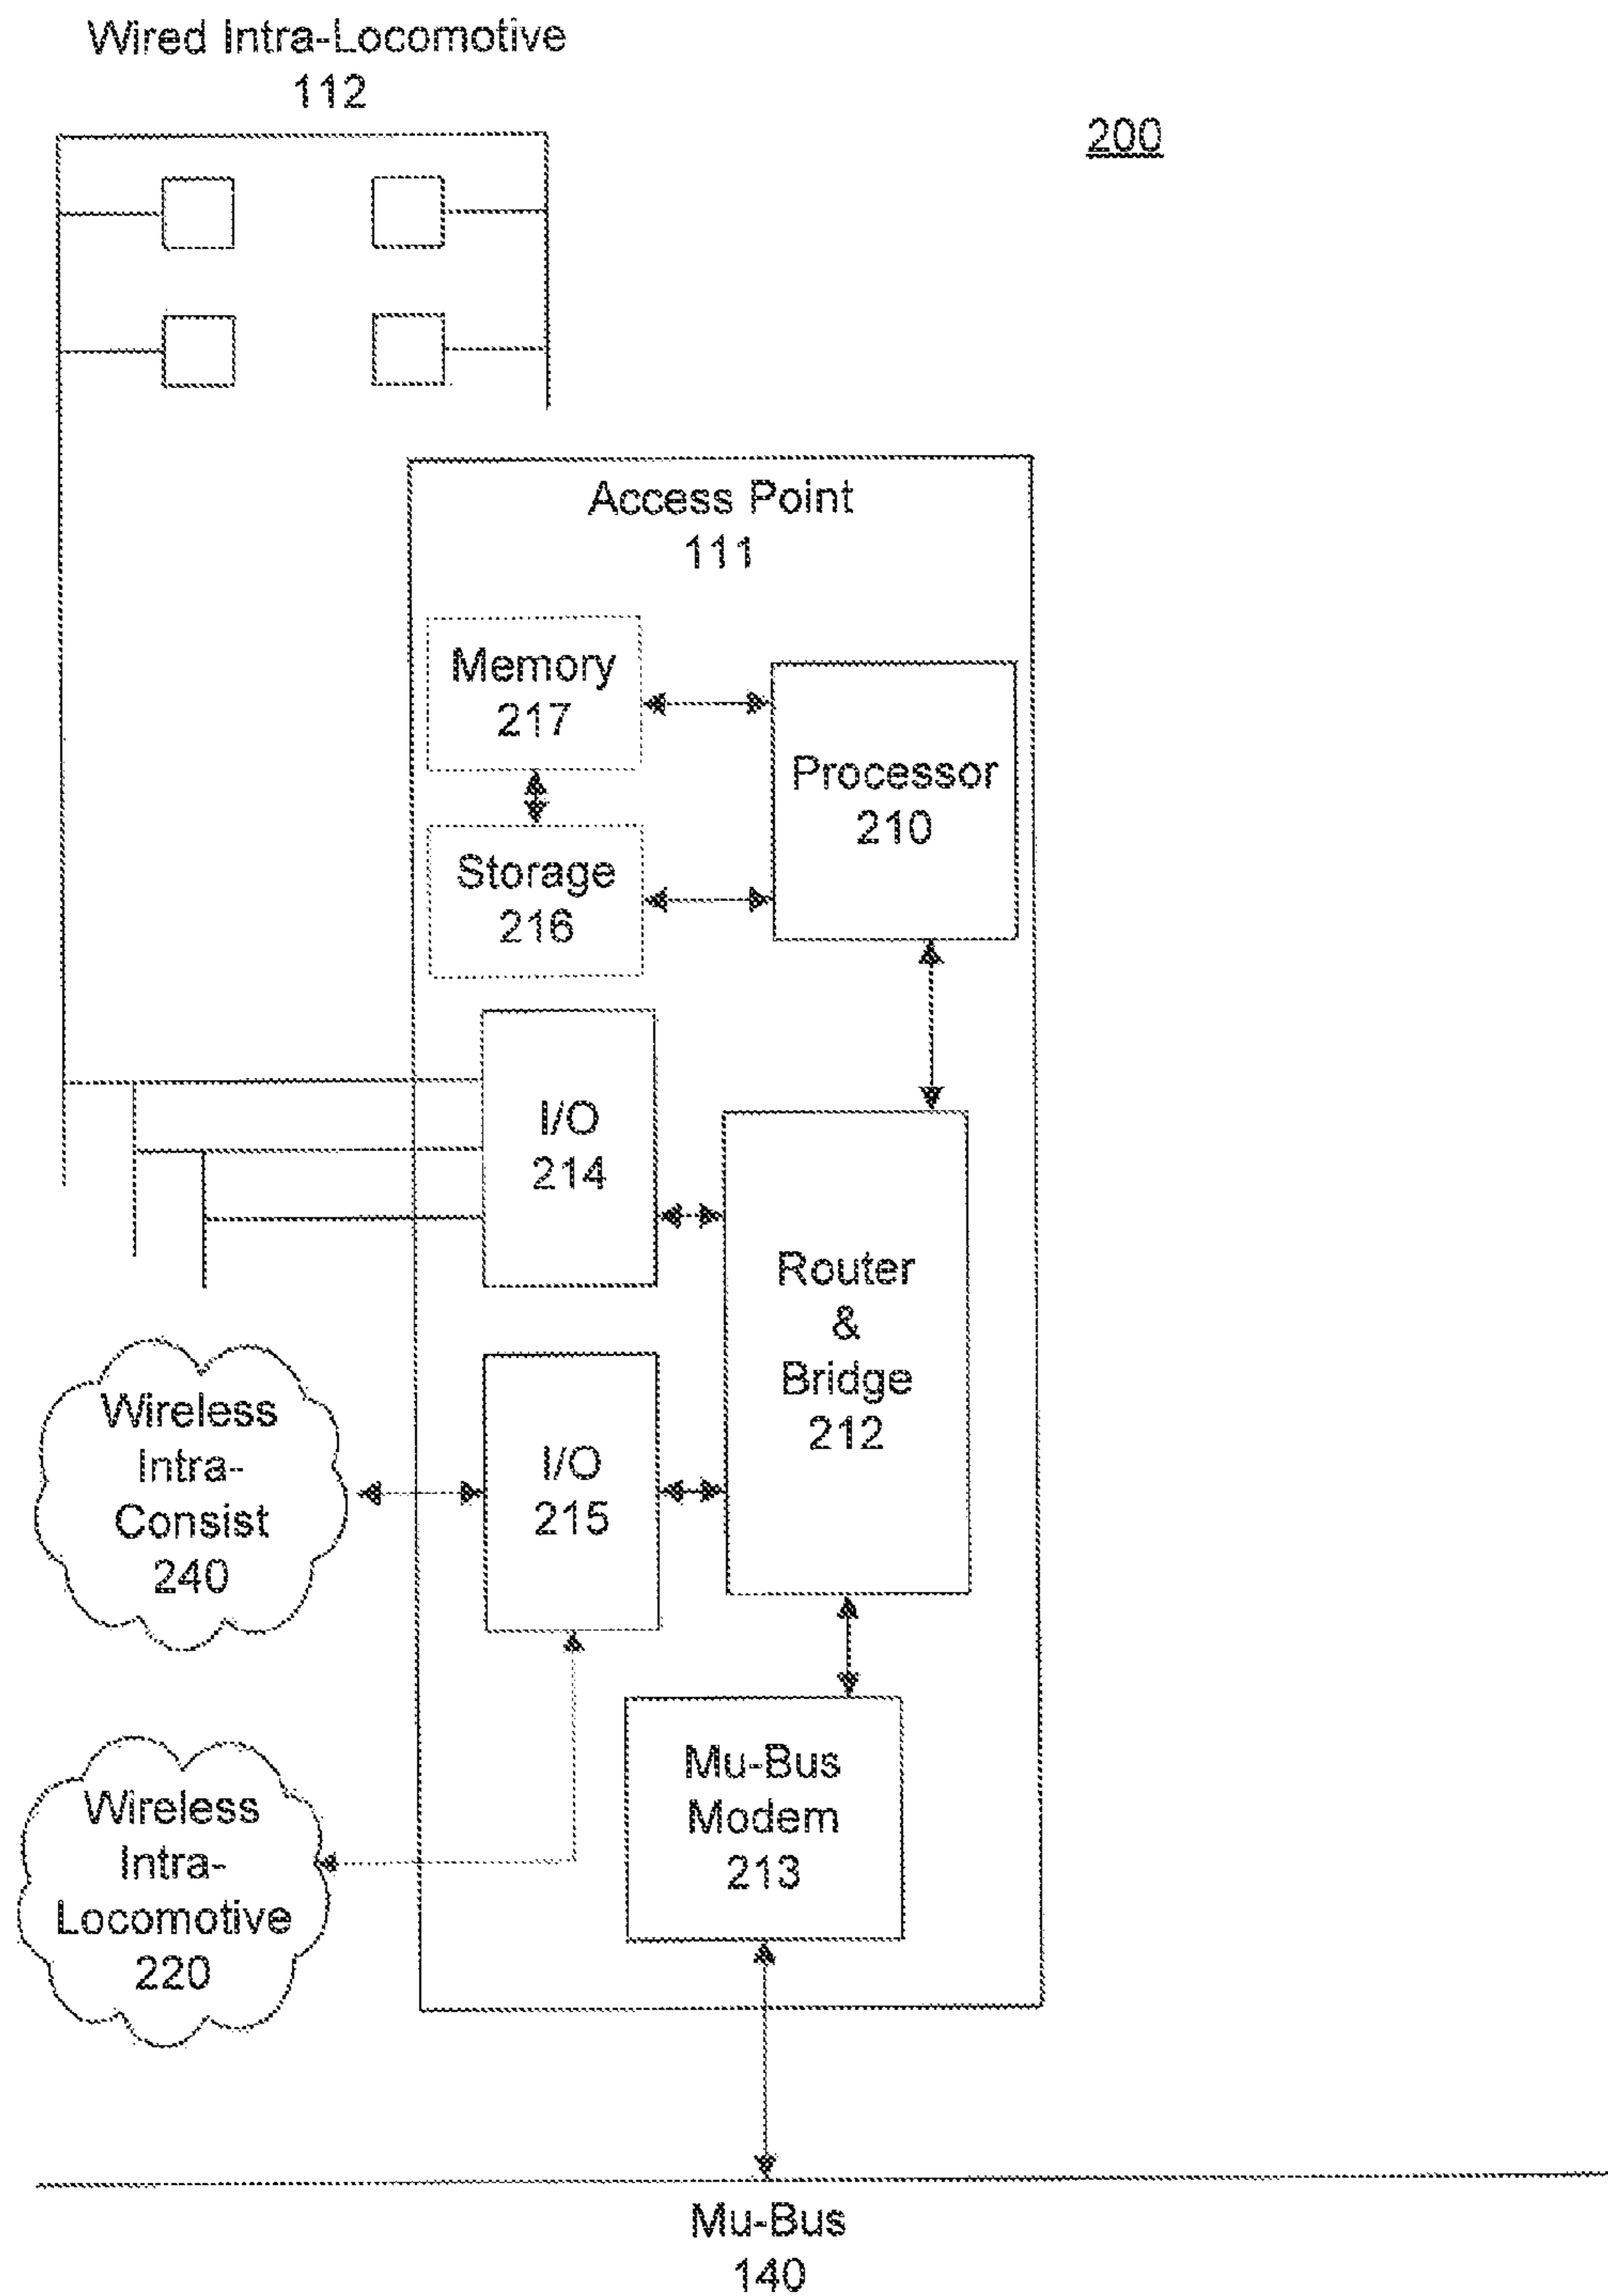 Wired Intra-Locomotive
112
200
Access Point
111
Memory
217
Processor
210
Storage
216
I/O
214
Router
&
Bridge
212
Wireless
Intra-
Consist
240
I/O
215
Mu-Bus
Modem
213
Wireless
Intra-
Locomotive
220
Mu-Bus
140